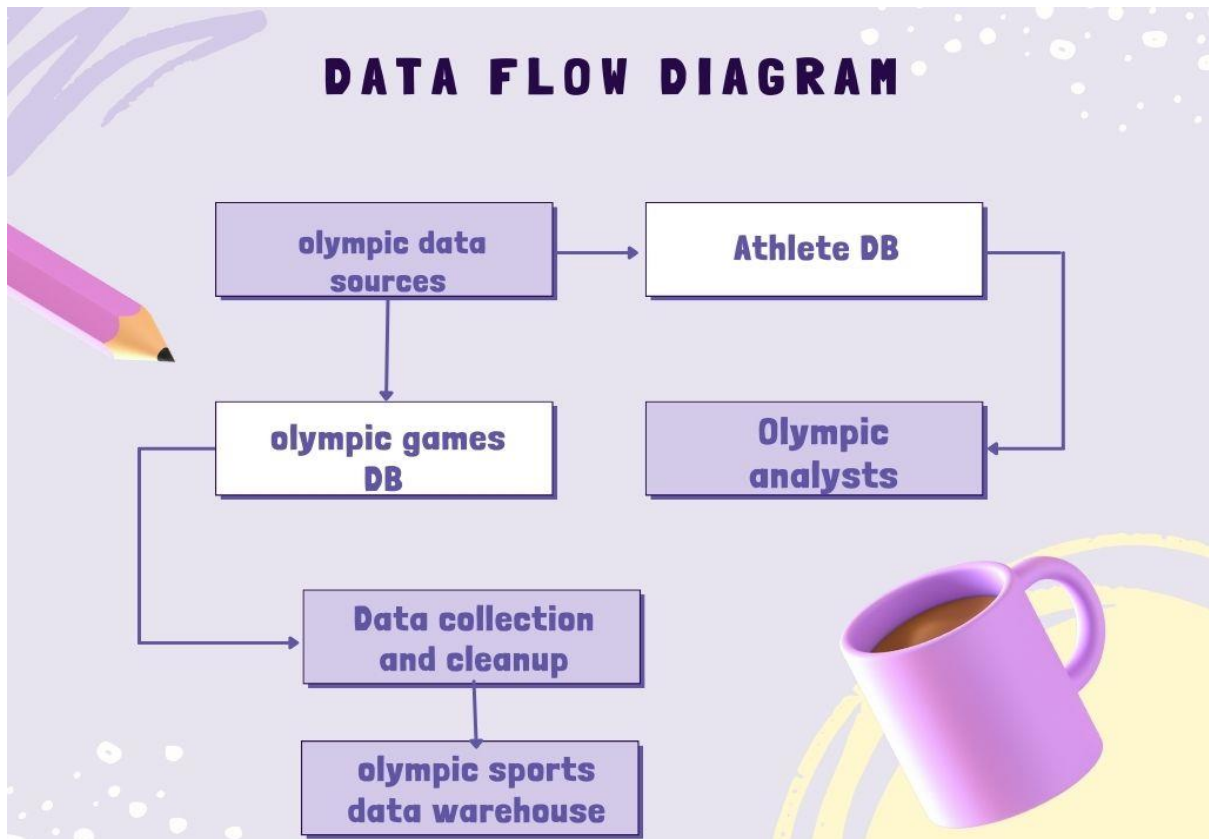 DATA FLOW DIAGRAM
olympic data
sources
Athlete DB
olympic games
DB
Olympic
analysts
Data collection
and cleanup
olympic sports
data warehouse